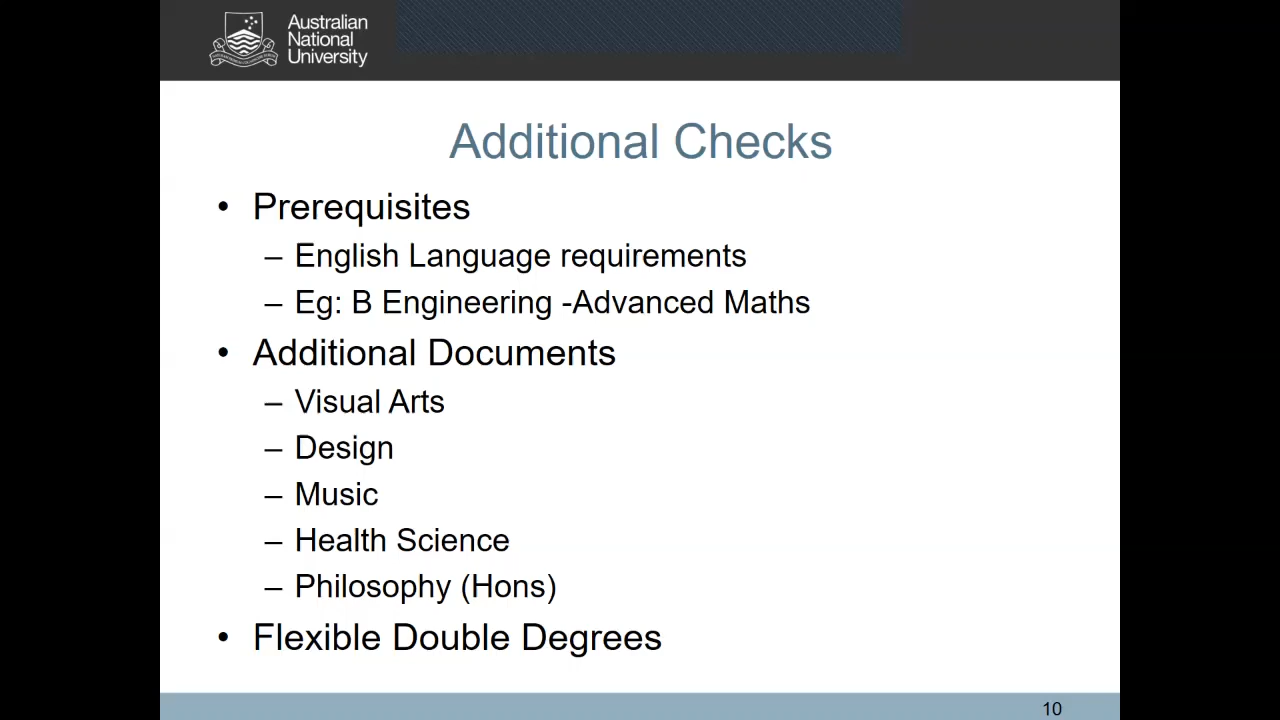 Australian
National
University
Additional Checks
• Prerequisites
– English Language requirements
– Eg: B Engineering -Advanced Maths
• Additional Documents
– Visual Arts
– Design
– Music
– Health Science
– Philosophy (Hons)
• Flexible Double Degrees
10